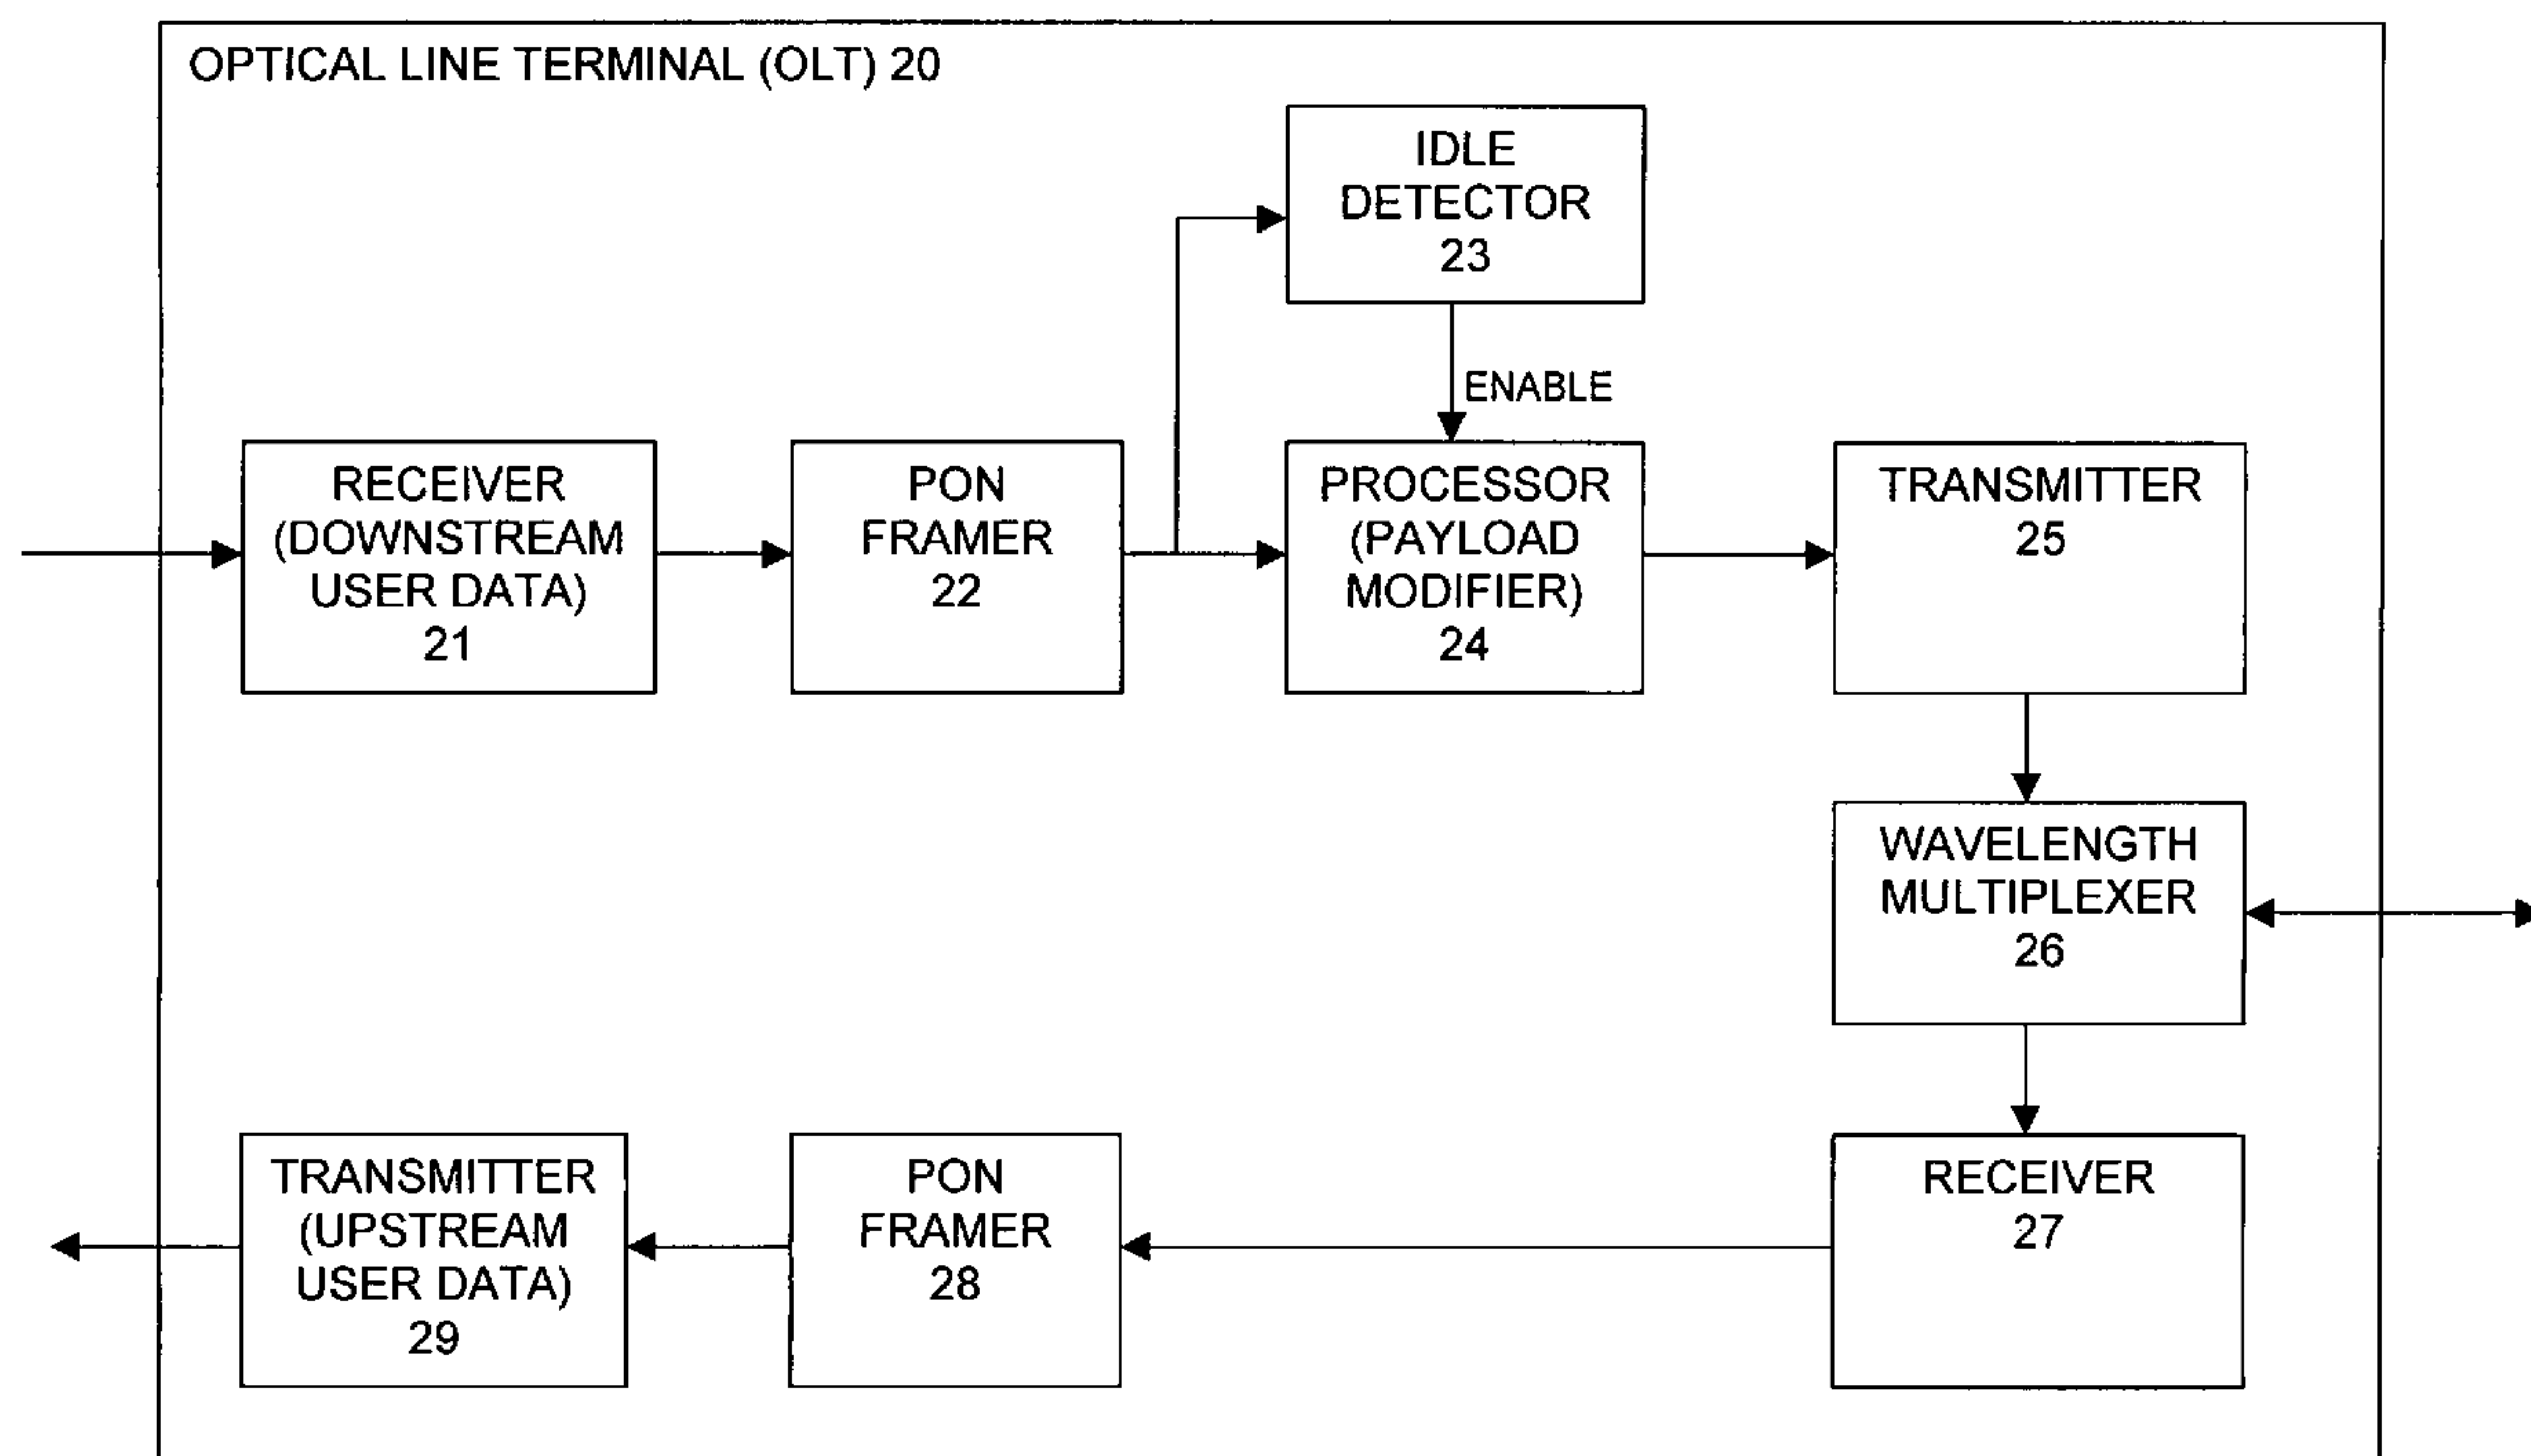 OPTICAL LINE TERMINAL (OLT) 20
IDLE
DETECTOR
23
ENABLE
RECEIVER
(DOWNSTREAM
USER DATA)
21
PON
FRAMER
22
PROCESSOR
(PAYLOAD
MODIFIER)
24
TRANSMITTER
25
WAVELENGTH
MULTIPLEXER
26
TRANSMITTER
(UPSTREAM
USER DATA)
29
PON
FRAMER
28
RECEIVER
27